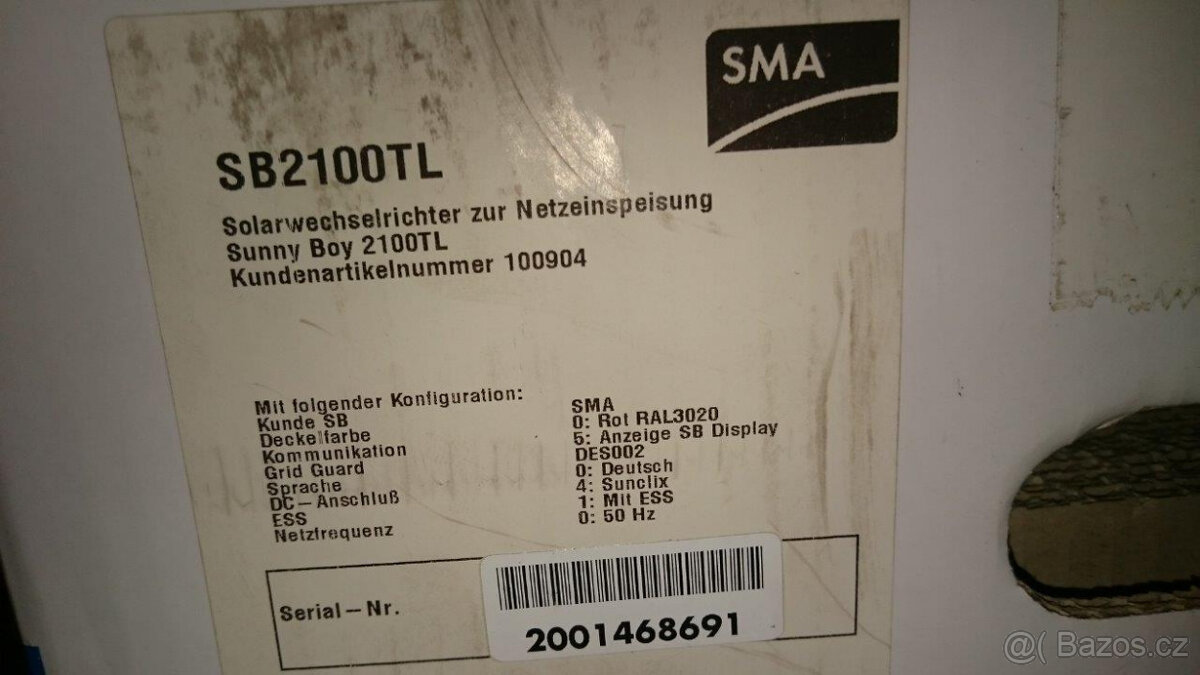 SMA
SB2100TL
Solarwechselrichter zur Netzeinspeisung
Sunny Boy 2100TL
Kundenartikelnummer 100904
Mit folgender Konfiguration:
Kunde SB SMA
Deckelfarbe 0: Rot RAL3020
Kommunikation 5: Anzeige SB Display
Grid Guard DES002
Sprache 0: Deutsch
DC-Anschluß 4: Sunclix
ESS 1: Mit ESS
Netzfrequenz 0: 50 Hz
Serial-Nr. 2001468691
@( Bazos.cz